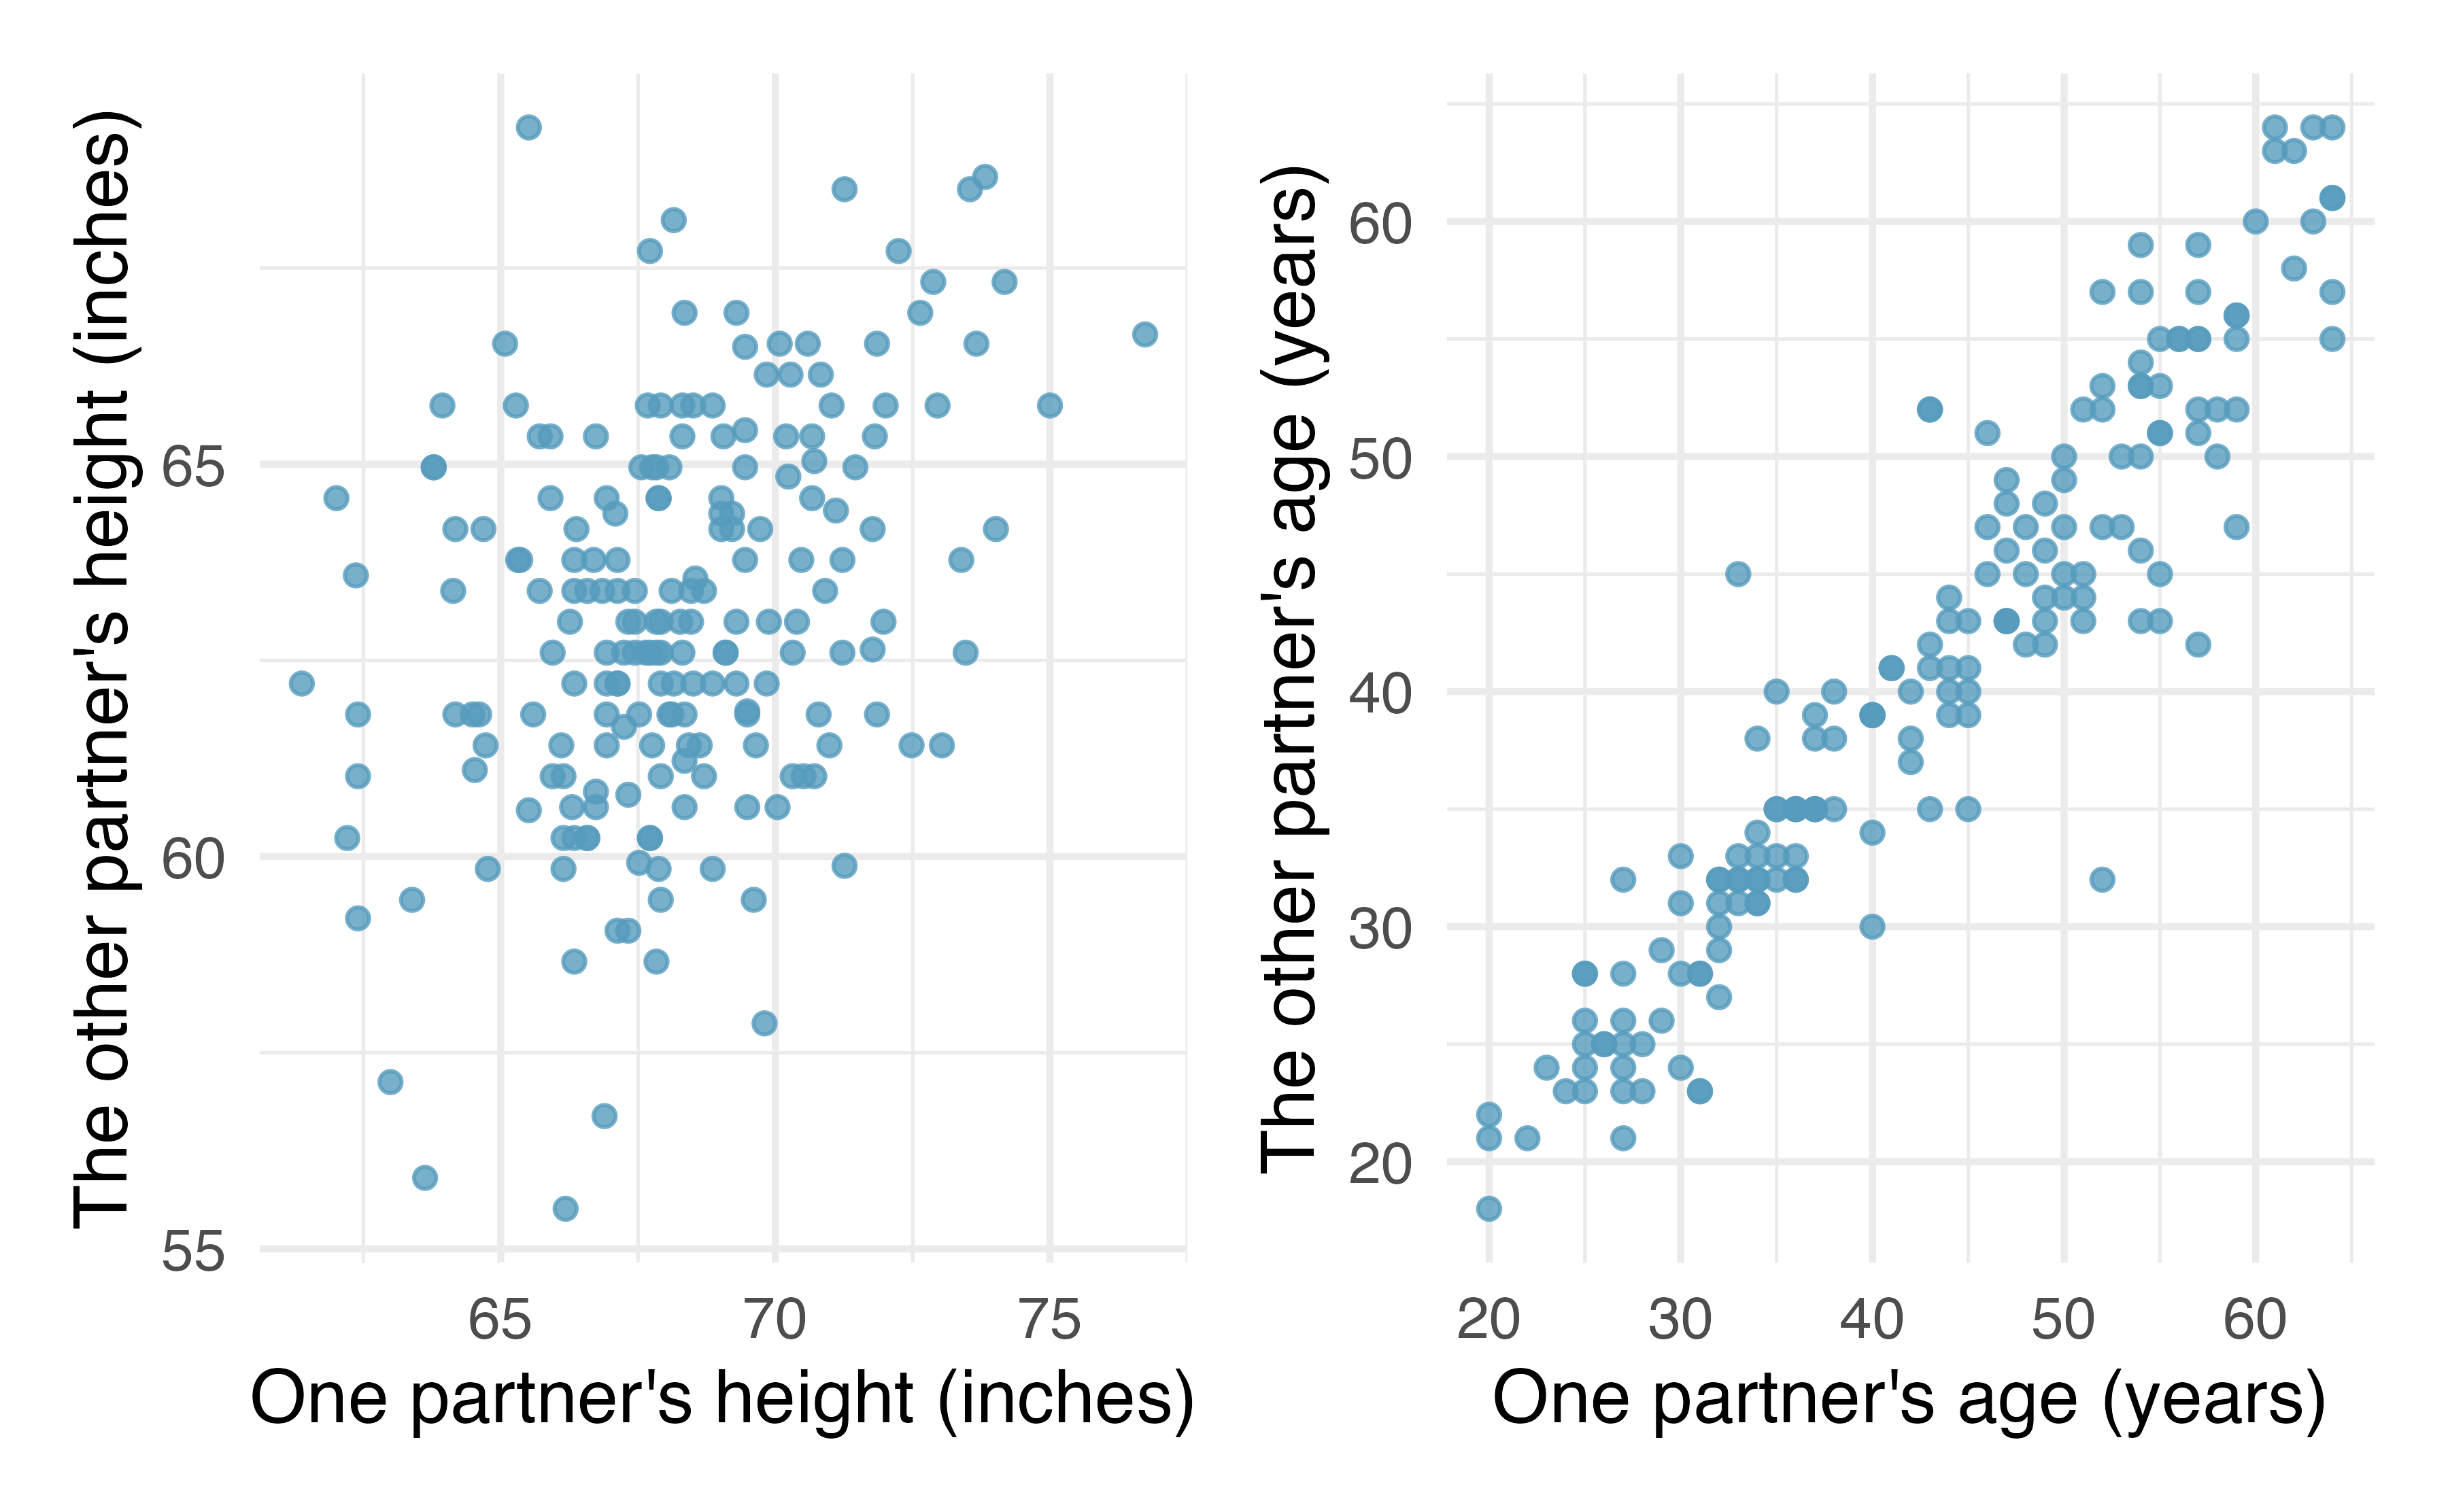 The other partner's height (inches)
65
60
55
65 70 75
One partner's height (inches)
The other partner's age (years)
60
50
40
30
20
20 30 40 50 60
One partner's age (years)